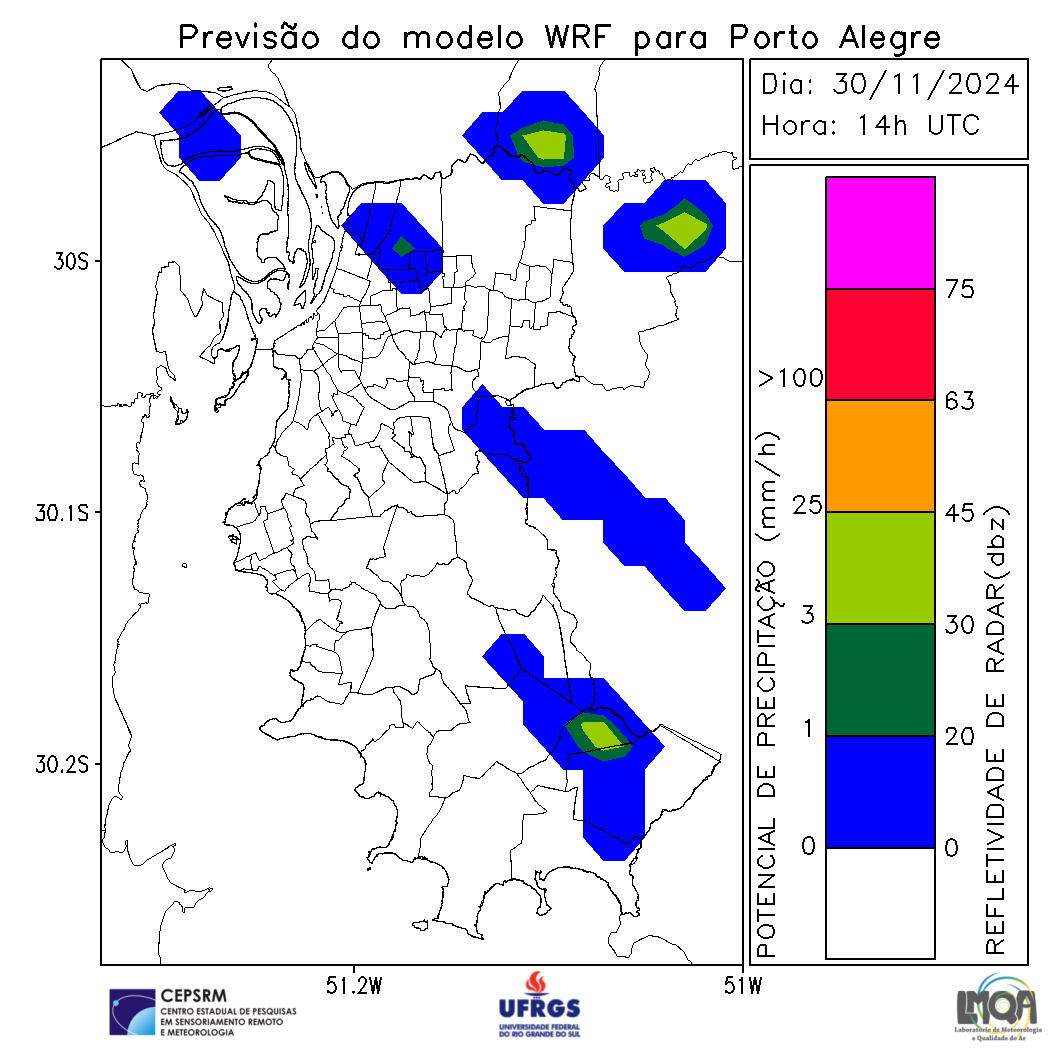 Previsão do modelo WRF para Porto Alegre
Dia: 30/11/2024
Hora: 14h UTC
30S
30.1S
30.2S
51.2W
51W
POTENCIAL DE PRECIPITAÇÃO (mm/h)
>100
25
3
1
0
75
63
45
30
20
0
REFLETIVIDADE DE RADAR(dbz)
CEPSRM
CENTRO ESTADUAL DE PESQUISAS
EM SENSORIAMENTO REMOTO
E METEOROLOGIA
UFRGS
UNIVERSIDADE FEDERAL
DO RIO GRANDE DO SUL
LMQA
Laboratório de Meteorologia
e Qualidade do Ar